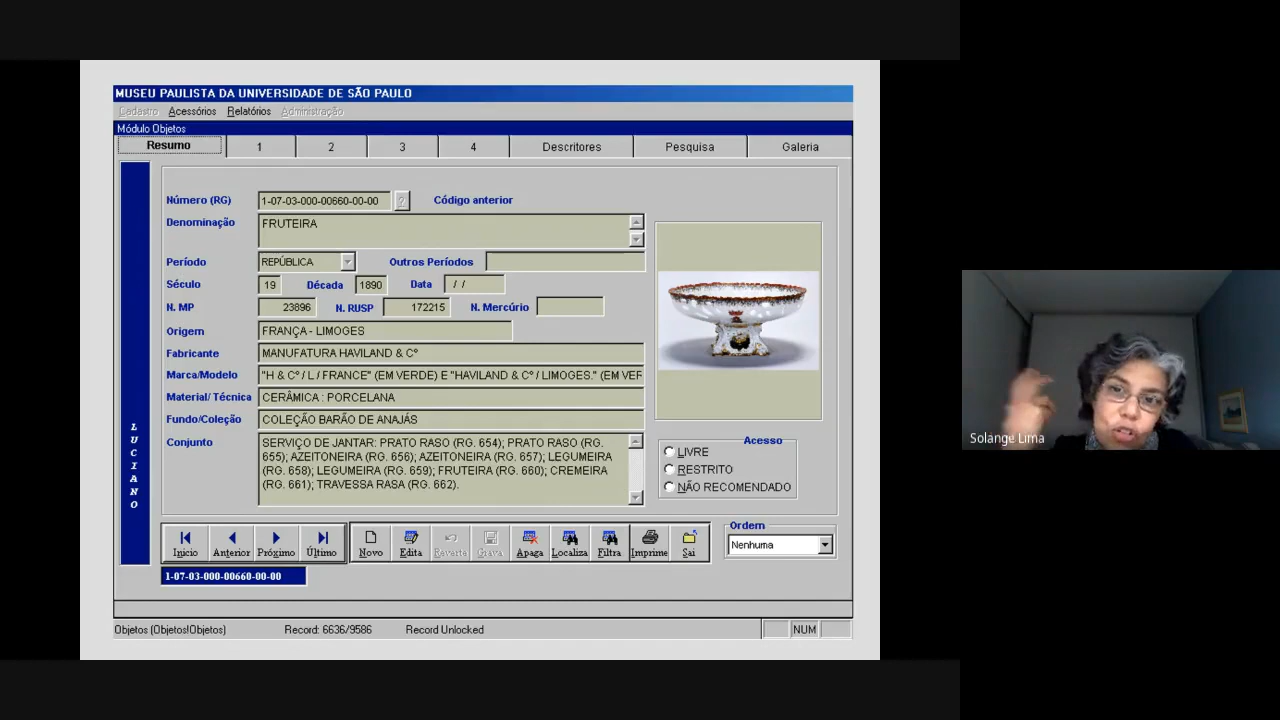 MUSEU PAULISTA DA UNIVERSIDADE DE SÃO PAULO
Cadastro Acessórios Relatórios Administração
Módulo Objetos
Resumo 1 2 3 4 Descritores Pesquisa Galeria
Número (RG) 1-07-03-000-00660-00-00 ? Código anterior
Denominação FRUTEIRA
Período REPÚBLICA Outros Períodos
Século 19 Década 1890 Data / /
N. MP 23896 N. RUSP 172215 N. Mercúrio
Origem FRANÇA - LIMOGES
Fabricante MANUFATURA HAVILAND & Cº
Marca/Modelo "H & Cº / L / FRANCE" (EM VERDE) E "HAVILAND & Cº / LIMOGES." (EM VER
Material/ Técnica CERÂMICA : PORCELANA
Fundo/Coleção COLEÇÃO BARÃO DE ANAJÁS
Conjunto SERVIÇO DE JANTAR: PRATO RASO (RG. 654); PRATO RASO (RG.
655); AZEITONEIRA (RG. 656); AZEITONEIRA (RG. 657); LEGUMEIRA
(RG. 658); LEGUMEIRA (RG. 659); FRUTEIRA (RG. 660); CREMEIRA
(RG. 661); TRAVESSA RASA (RG. 662).
Acesso
LIVRE
RESTRITO
NÃO RECOMENDADO
LUCIANO
Início Anterior Próximo Último Novo Edita Reverte Grava Apaga Localiza Filtra Imprime Sai
Ordem
Nenhuma
1-07-03-000-00660-00-00
Objetos (Objetos!Objetos) Record: 6636/9586 Record Unlocked NUM
Solange Lima